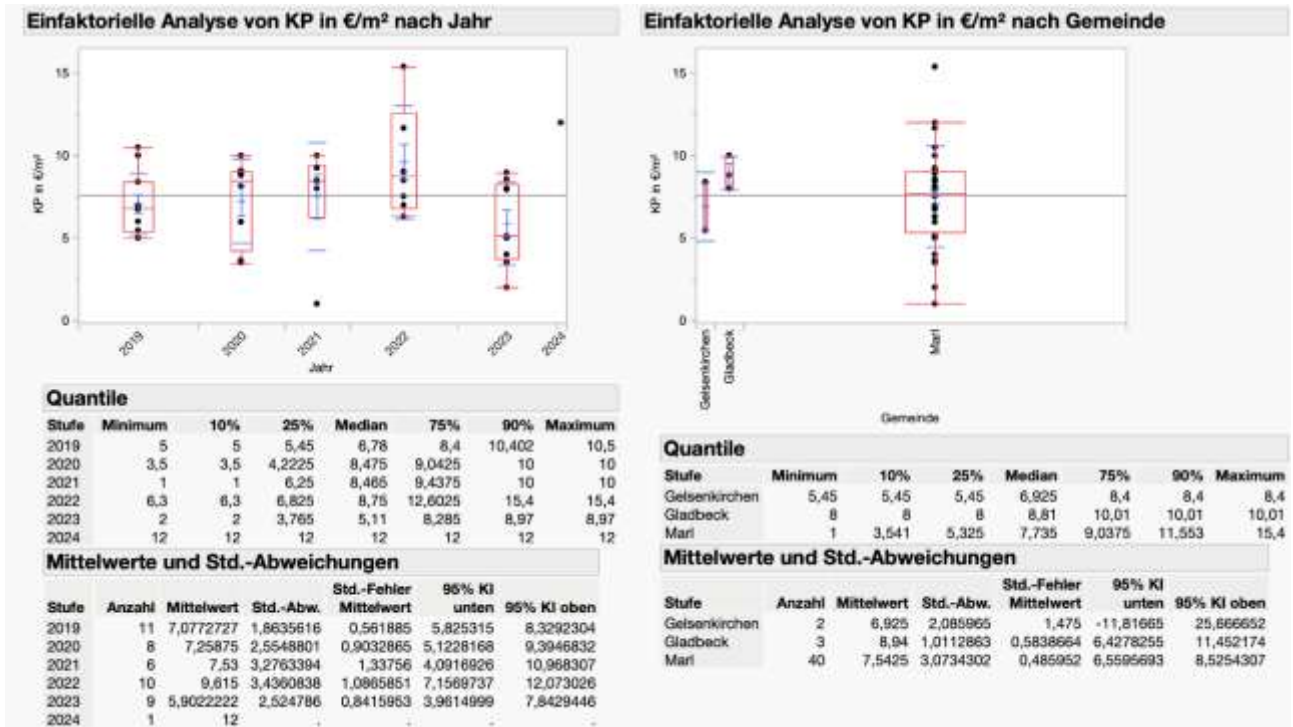 Einfaktorielle Analyse von KP in €/m² nach Jahr
15
10
5
0
KP in €/m²
2019
2020
2021
2022
2023
2024
Jahr
Quantile
Stufe Minimum 10% 25% Median 75% 90% Maximum
2019 5 5 5,45 6,78 8,4 10,402 10,5
2020 3,5 3,5 4,2225 8,475 9,0425 10 10
2021 1 1 6,25 8,465 9,4375 10 10
2022 6,3 6,3 6,825 8,75 12,6025 15,4 15,4
2023 2 2 3,765 5,11 8,285 8,97 8,97
2024 12 12 12 12 12 12 12
Mittelwerte und Std.-Abweichungen
Stufe Anzahl Mittelwert Std.-Abw. Std.-Fehler Mittelwert 95% KI unten 95% KI oben
2019 11 7,0772727 1,8635616 0,561885 5,825315 8,3292304
2020 8 7,25875 2,5548801 0,9032865 5,1228168 9,3946832
2021 6 7,53 3,2763394 1,33756 4,0916926 10,968307
2022 10 9,615 3,4360838 1,0865851 7,1569737 12,073026
2023 9 5,9022222 2,524786 0,8415953 3,9614999 7,8429446
2024 1 12 . . . .
Einfaktorielle Analyse von KP in €/m² nach Gemeinde
15
10
5
0
KP in €/m²
Gelsenkirchen
Gladbeck
Marl
Gemeinde
Quantile
Stufe Minimum 10% 25% Median 75% 90% Maximum
Gelsenkirchen 5,45 5,45 5,45 6,925 8,4 8,4 8,4
Gladbeck 8 8 8 8,81 10,01 10,01 10,01
Marl 1 3,541 5,325 7,735 9,0375 11,553 15,4
Mittelwerte und Std.-Abweichungen
Stufe Anzahl Mittelwert Std.-Abw. Std.-Fehler Mittelwert 95% KI unten 95% KI oben
Gelsenkirchen 2 6,925 2,085965 1,475 -11,81665 25,666652
Gladbeck 3 8,94 1,0112863 0,5838664 6,4278255 11,452174
Marl 40 7,5425 3,0734302 0,485952 6,5595693 8,5254307